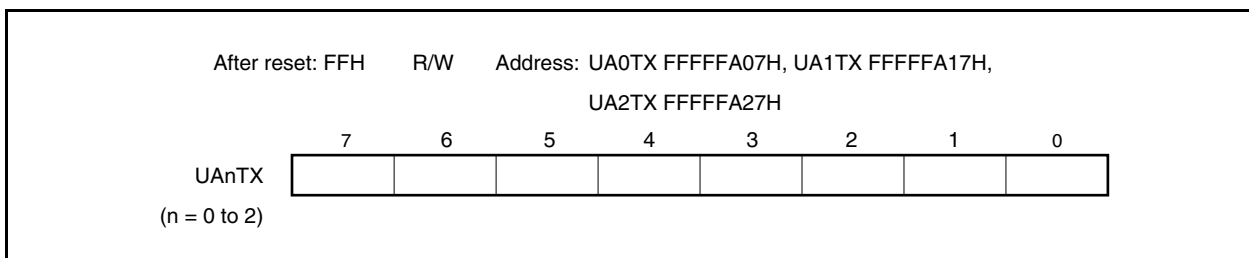 After reset: FFH R/W Address: UA0TX FFFFFA07H, UA1TX FFFFFA17H,
UA2TX FFFFFA27H
7 6 5 4 3 2 1 0
UAnTX
(n = 0 to 2)